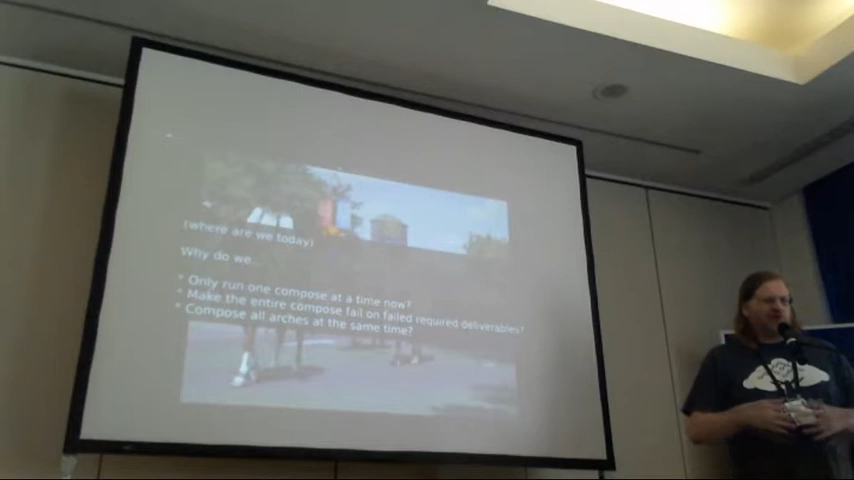 (where are we today)
Why do we...
* Only run one compose at a time now?
* Make the entire compose fail on failed required deliverables?
* Compose all arches at the same time?